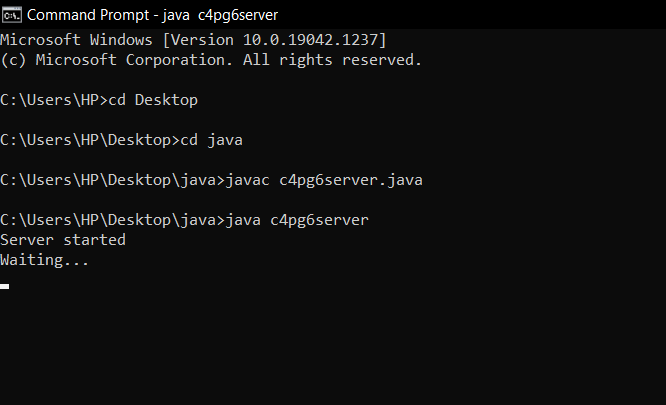 Command Prompt - java  c4pg6server
Microsoft Windows [Version 10.0.19042.1237]
(c) Microsoft Corporation. All rights reserved.
C:\Users\HP>cd Desktop
C:\Users\HP\Desktop>cd java
C:\Users\HP\Desktop\java>javac c4pg6server.java
C:\Users\HP\Desktop\java>java c4pg6server
Server started
Waiting...